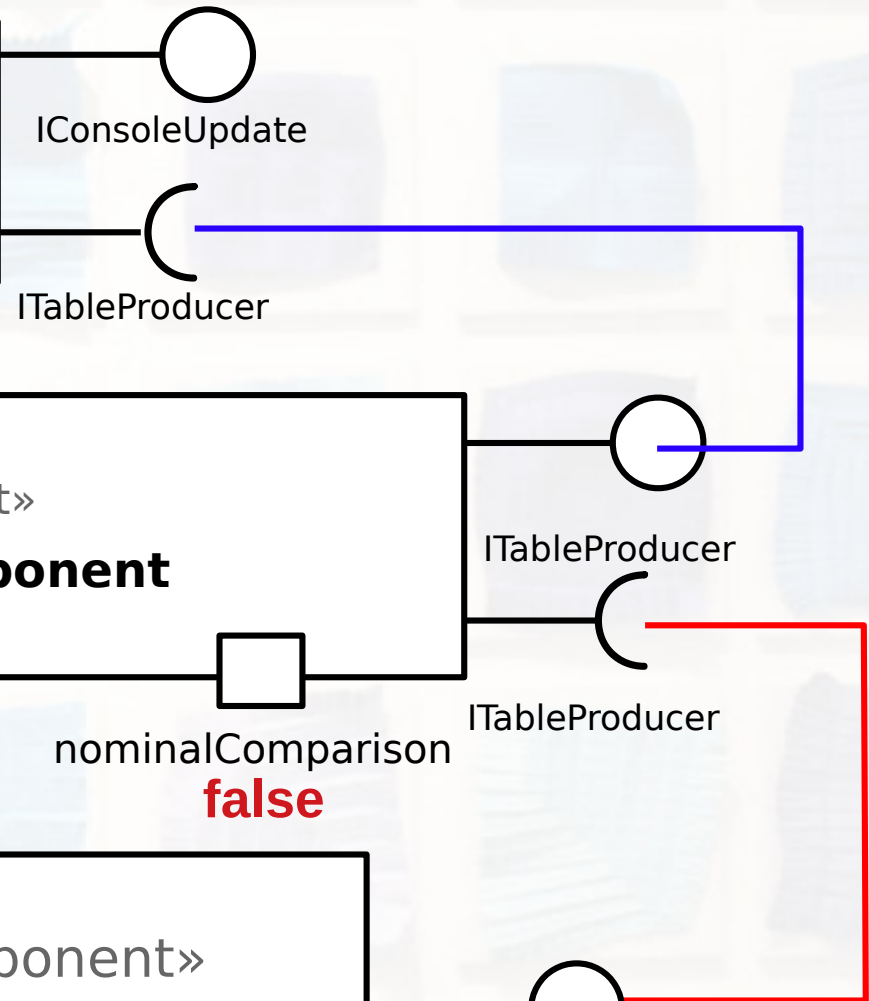 IConsoleUpdate
ITableProducer
t»
ponent
ITableProducer
ITableProducer
nominalComparison
false
ponent»